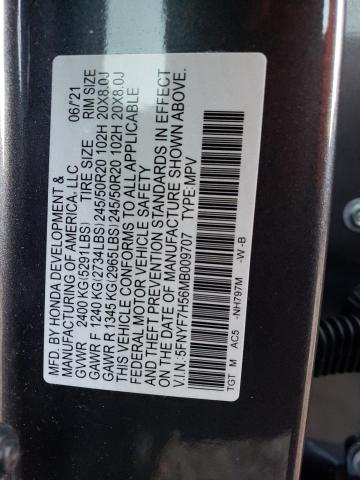 MFD. BY HONDA DEVELOPMENT & 06/'21
MANUFACTURING OF AMERICA, LLC
GVWR 2400 KG(5291LBS) TIRE SIZE RIM SIZE
GAWR F 1240 KG(2734LBS)245/50R20 102H 20X8.0J
GAWR R 1345 KG(2965LBS)245/50R20 102H 20X8.0J
THIS VEHICLE CONFORMS TO ALL APPLICABLE
FEDERAL MOTOR VEHICLE SAFETY
AND THEFT PREVENTION STANDARDS IN EFFECT
ON THE DATE OF MANUFACTURE SHOWN ABOVE.
V.I.N.:5FNYF7H56MB009707 TYPE:MPV
TGT M AC5 -NH797M -W -B